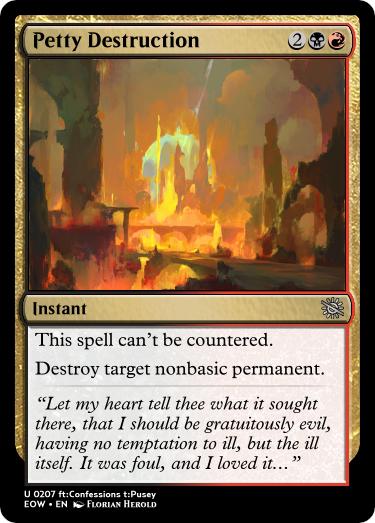 Petty Destruction 2
Instant
This spell can't be countered.
Destroy target nonbasic permanent.
"Let my heart tell thee what it sought
there, that I should be gratuitously evil,
having no temptation to ill, but the ill
itself. It was foul, and I loved it…"
U 0207 ft:Confessions t:Pusey
EOW • EN Florian Herold